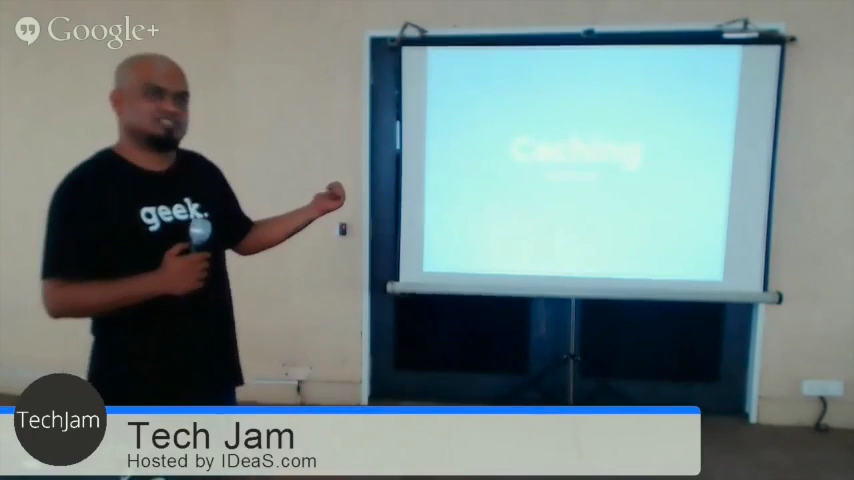 Google+
geek.
Caching
TechJam
Tech Jam
Hosted by IDeaS.com